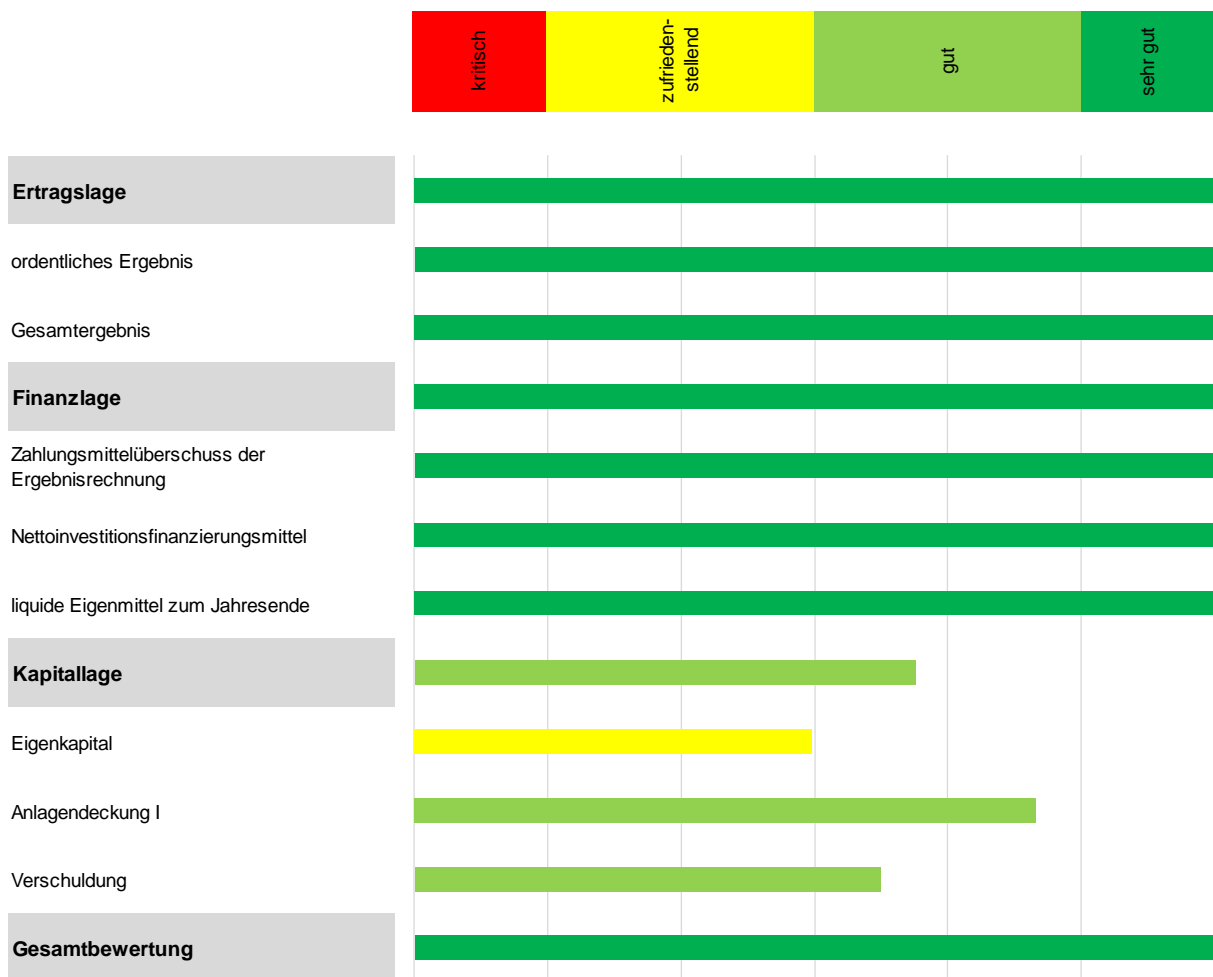 kritisch
zufrieden-
stellend
gut
sehr gut
Ertragslage
ordentliches Ergebnis
Gesamtergebnis
Finanzlage
Zahlungsmittelüberschuss der
Ergebnisrechnung
Nettoinvestitionsfinanzierungsmittel
liquide Eigenmittel zum Jahresende
Kapitallage
Eigenkapital
Anlagendeckung I
Verschuldung
Gesamtbewertung